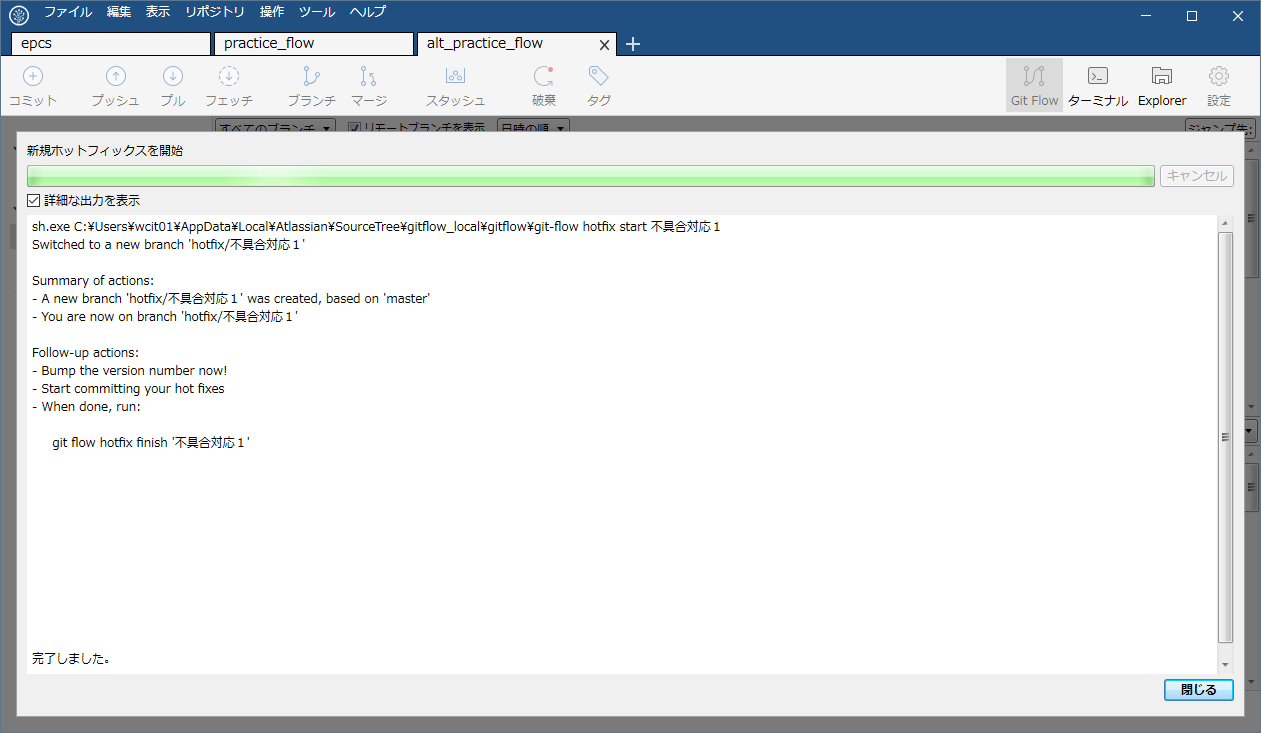 ファイル 編集 表示 リポジトリ 操作 ツール ヘルプ
epcs practice_flow alt_practice_flow
コミット プッシュ プル フェッチ ブランチ マージ スタッシュ 破棄 タグ Git Flow ターミナル Explorer 設定
すべてのブランチ リモートブランチを表示 日時の順 ジャンプ先:
新規ホットフィックスを開始
キャンセル
詳細な出力を表示
sh.exe C:¥Users¥wcit01¥AppData¥Local¥Atlassian¥SourceTree¥gitflow_local¥gitflow¥git-flow hotfix start 不具合対応１
Switched to a new branch 'hotfix/不具合対応１'
Summary of actions:
- A new branch 'hotfix/不具合対応１' was created, based on 'master'
- You are now on branch 'hotfix/不具合対応１'
Follow-up actions:
- Bump the version number now!
- Start committing your hot fixes
- When done, run:
git flow hotfix finish '不具合対応１'
完了しました。
閉じる